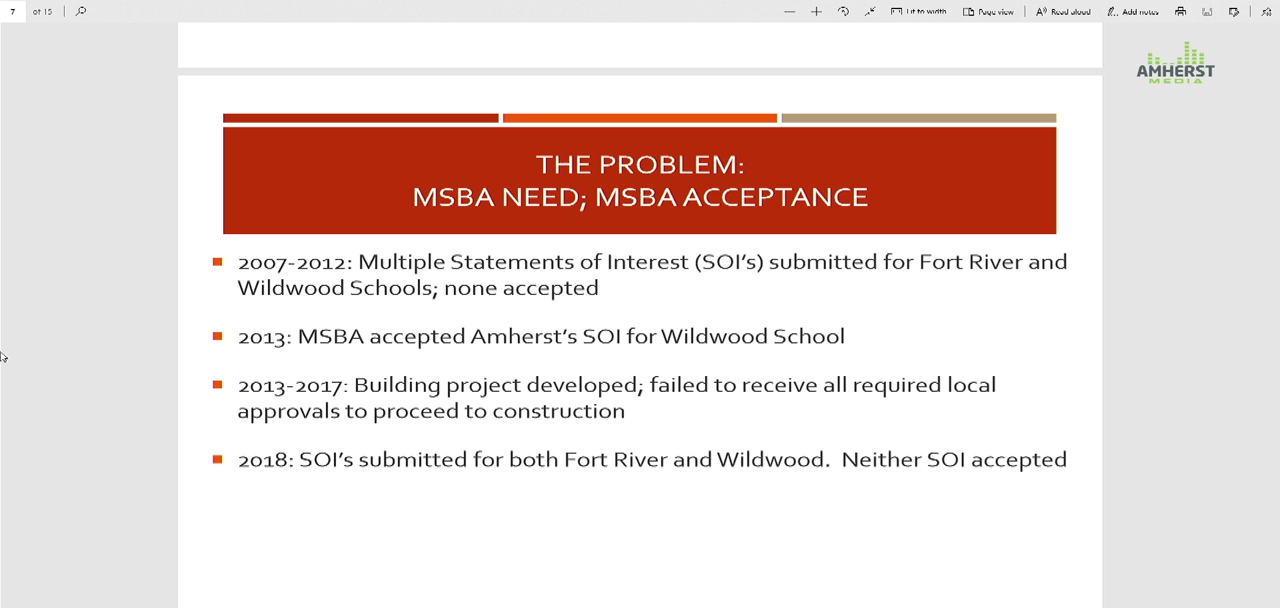 7 of 15
Fit to width
Page view
Read aloud
Add notes
AMHERST
MEDIA
THE PROBLEM:
MSBA NEED; MSBA ACCEPTANCE
2007-2012: Multiple Statements of Interest (SOI's) submitted for Fort River and
Wildwood Schools; none accepted
2013: MSBA accepted Amherst's SOI for Wildwood School
2013-2017: Building project developed; failed to receive all required local
approvals to proceed to construction
2018: SOI's submitted for both Fort River and Wildwood.  Neither SOI accepted